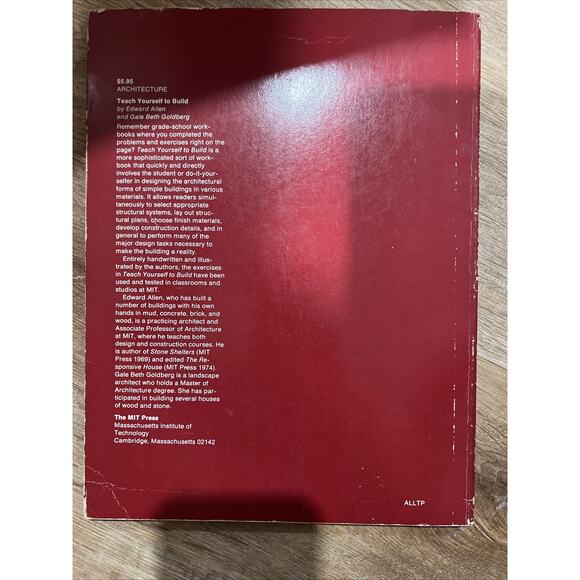 $5.95
ARCHITECTURE
Teach Yourself to Build
by Edward Allen
and Gale Beth Goldberg
Remember grade-school work-
books where you completed the
problems and exercises right on the
page? Teach Yourself to Build is a
more sophisticated sort of work-
book that quickly and directly
involves the student or do-it-your-
selfer in designing the architectural
forms of simple buildings in various
materials. It allows readers simul-
taneously to select appropriate
structural systems, lay out struc-
tural plans, choose finish materials,
develop construction details, and in
general to perform many of the
major design tasks necessary to
make the building a reality.
Entirely handwritten and illus-
trated by the authors, the exercises
in Teach Yourself to Build have been
used and tested in classrooms and
studios at MIT.
Edward Allen, who has built a
number of buildings with his own
hands in mud, concrete, brick, and
wood, is a practicing architect and
Associate Professor of Architecture
at MIT, where he teaches both
design and construction courses. He
is author of Stone Shelters (MIT
Press 1969) and edited The Re-
sponsive House (MIT Press 1974).
Gale Beth Goldberg is a landscape
architect who holds a Master of
Architecture degree. She has par-
ticipated in building several houses
of wood and stone.
The MIT Press
Massachusetts Institute of
Technology
Cambridge, Massachusetts 02142
ALLTP